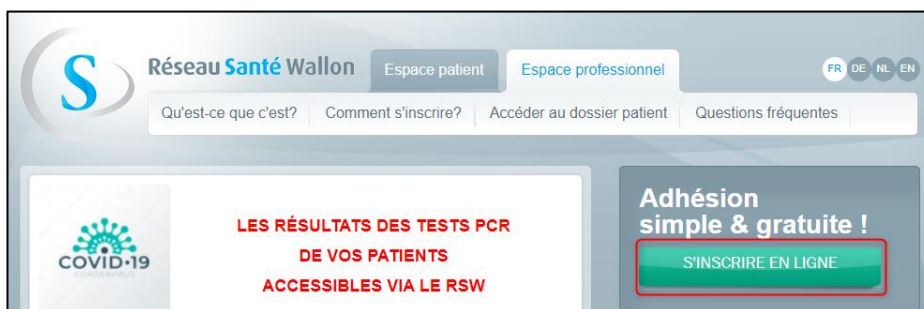 S
Réseau Santé Wallon
Espace patient
Espace professionnel
FR DE NL EN
Qu'est-ce que c'est?
Comment s'inscrire?
Accéder au dossier patient
Questions fréquentes
COVID-19
CORONAVIRUS
LES RÉSULTATS DES TESTS PCR
DE VOS PATIENTS
ACCESSIBLES VIA LE RSW
Adhésion
simple & gratuite !
S'INSCRIRE EN LIGNE